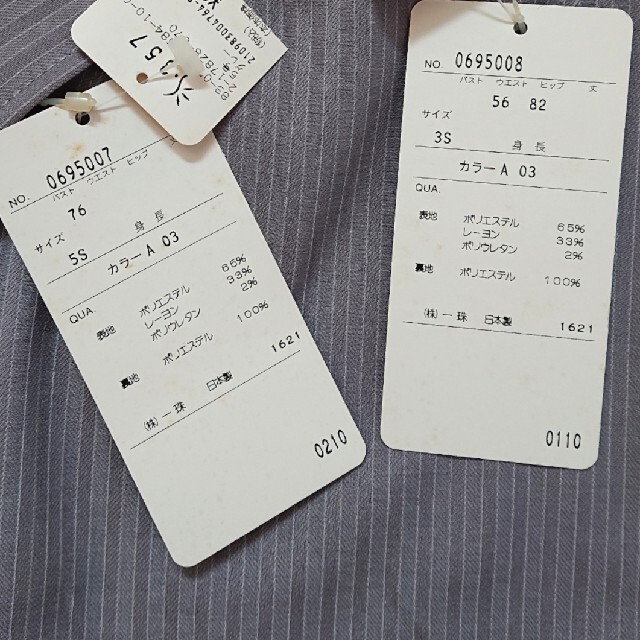 NO. 0695007
バスト ウエスト ヒップ 丈
76
サイズ
5S 身長
カラー A 03
QUA.
表地 ポリエステル 65%
レーヨン 33%
ポリウレタン 2%
裏地 ポリエステル 100%
(株)一珠 日本製 1621
0210
NO. 0695008
バスト ウエスト ヒップ 丈
56 82
サイズ
3S 身長
カラー A 03
QUA.
表地 ポリエステル 65%
レーヨン 33%
ポリウレタン 2%
裏地 ポリエステル 100%
(株)一珠 日本製 1621
0110